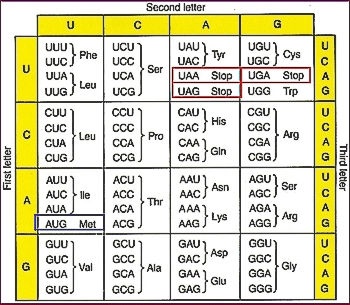 Second letter
U C A G
First letter
Third letter
U
UUU
UUC
Phe
UUA
UUG
Leu
UCU
UCC
UCA
UCG
Ser
UAU
UAC
Tyr
UAA Stop
UAG Stop
UGU
UGC
Cys
UGA Stop
UGG Trp
U
C
A
G
C
CUU
CUC
CUA
CUG
Leu
CCU
CCC
CCA
CCG
Pro
CAU
CAC
His
CAA
CAG
Gln
CGU
CGC
CGA
CGG
Arg
U
C
A
G
A
AUU
AUC
AUA
Ile
AUG Met
ACU
ACC
ACA
ACG
Thr
AAU
AAC
Asn
AAA
AAG
Lys
AGU
AGC
Ser
AGA
AGG
Arg
U
C
A
G
G
GUU
GUC
GUA
GUG
Val
GCU
GCC
GCA
GCG
Ala
GAU
GAC
Asp
GAA
GAG
Glu
GGU
GGC
GGA
GGG
Gly
U
C
A
G